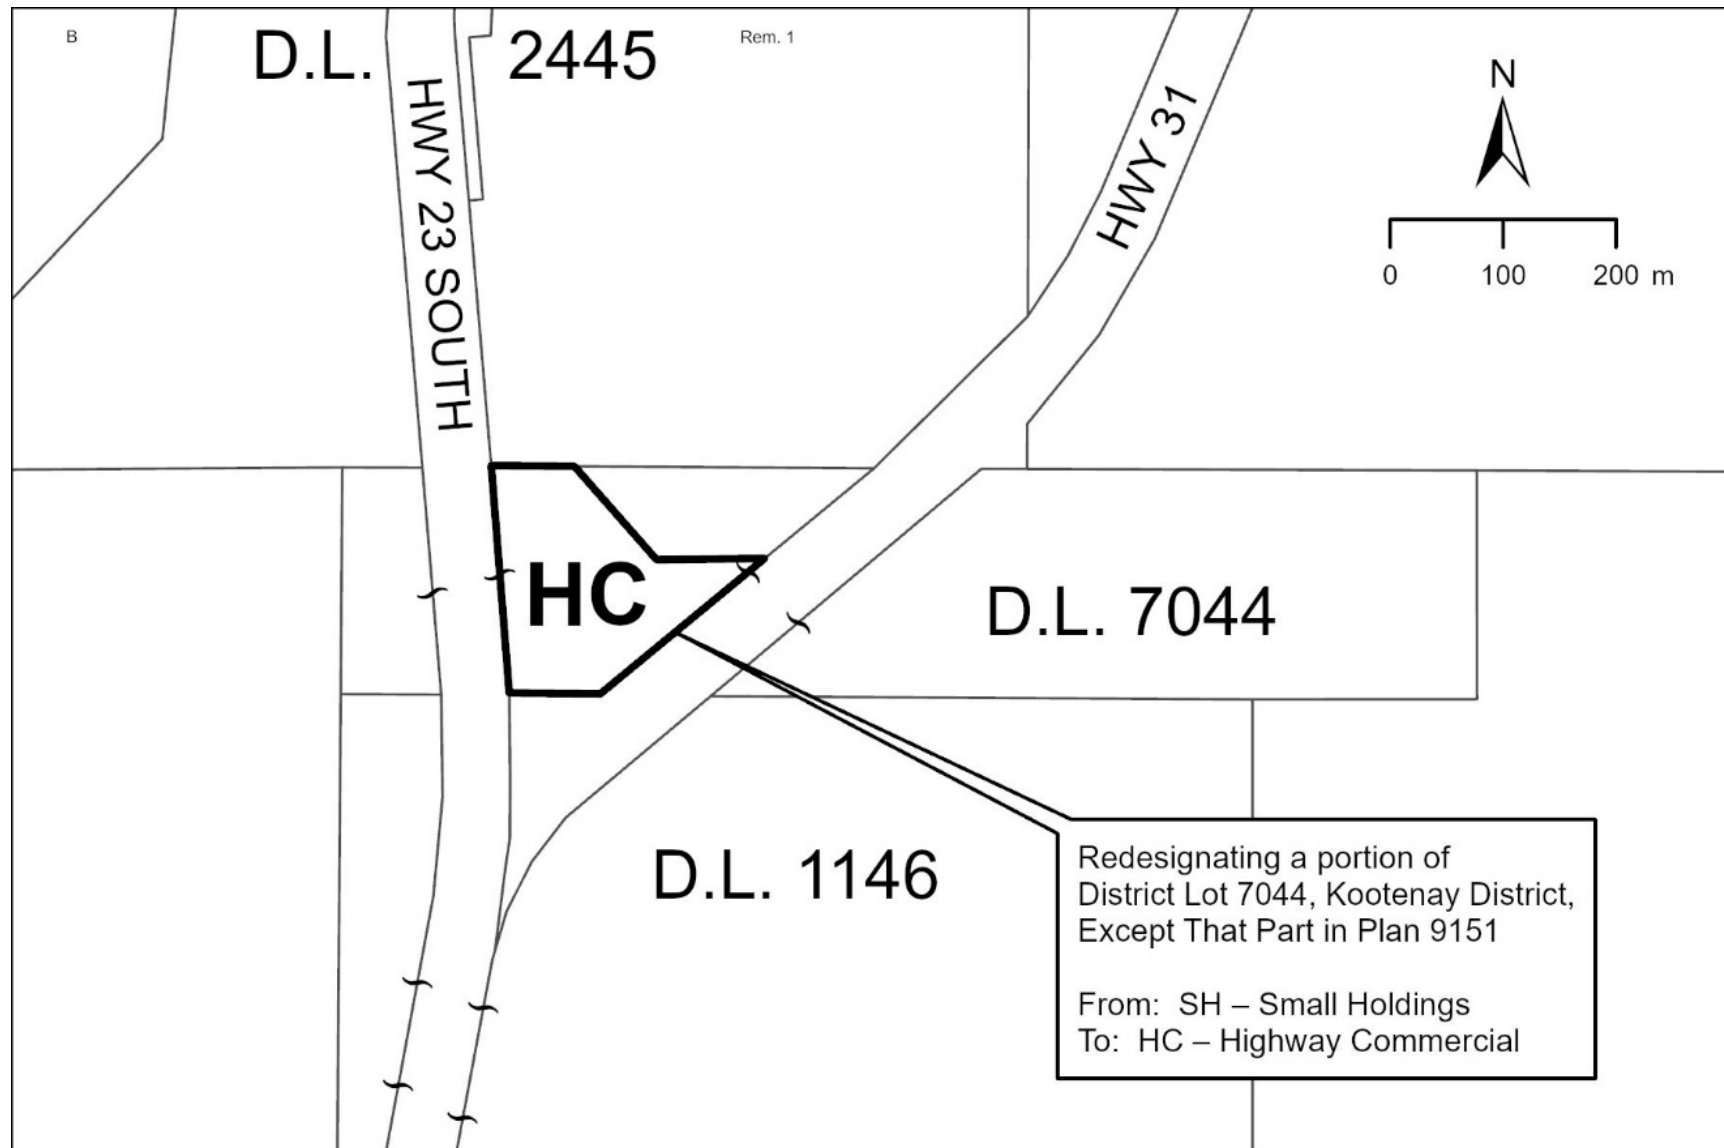 B
D.L. 2445
Rem. 1
HWY 23 SOUTH
HWY 31
N
0 100 200 m
HC
D.L. 7044
D.L. 1146
Redesignating a portion of
District Lot 7044, Kootenay District,
Except That Part in Plan 9151
From: SH – Small Holdings
To: HC – Highway Commercial